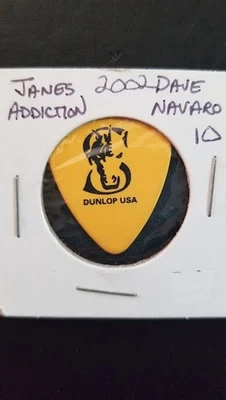 JANES 2002 DAVE
ADDICTION NAVARO
10
DUNLOP USA